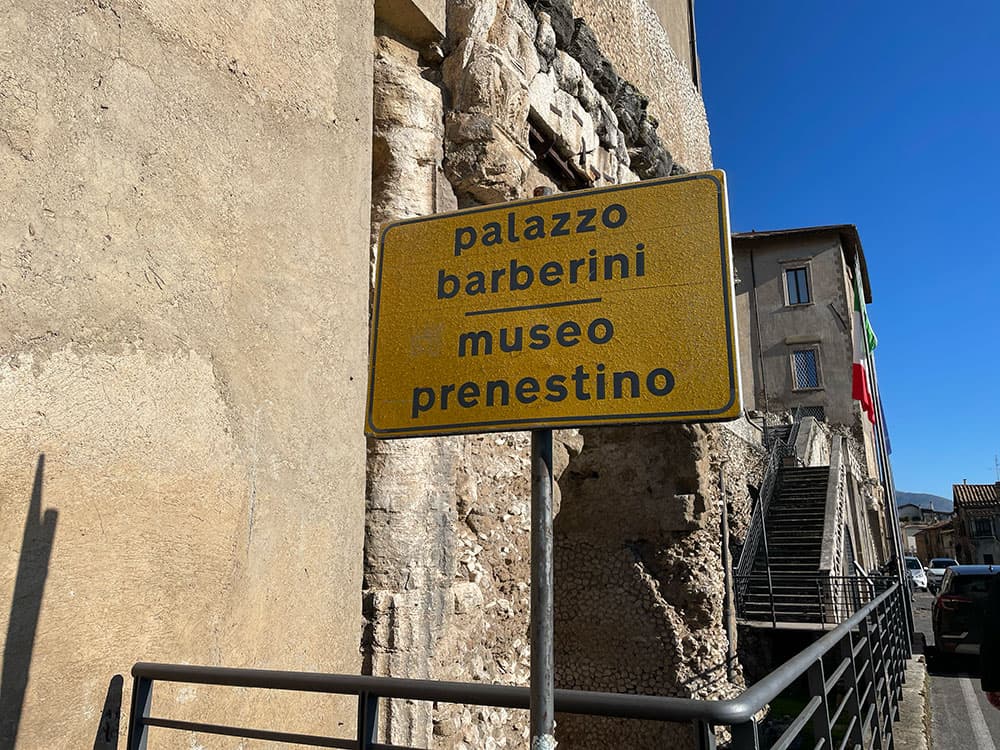 palazzo
barberini
museo
prenestino